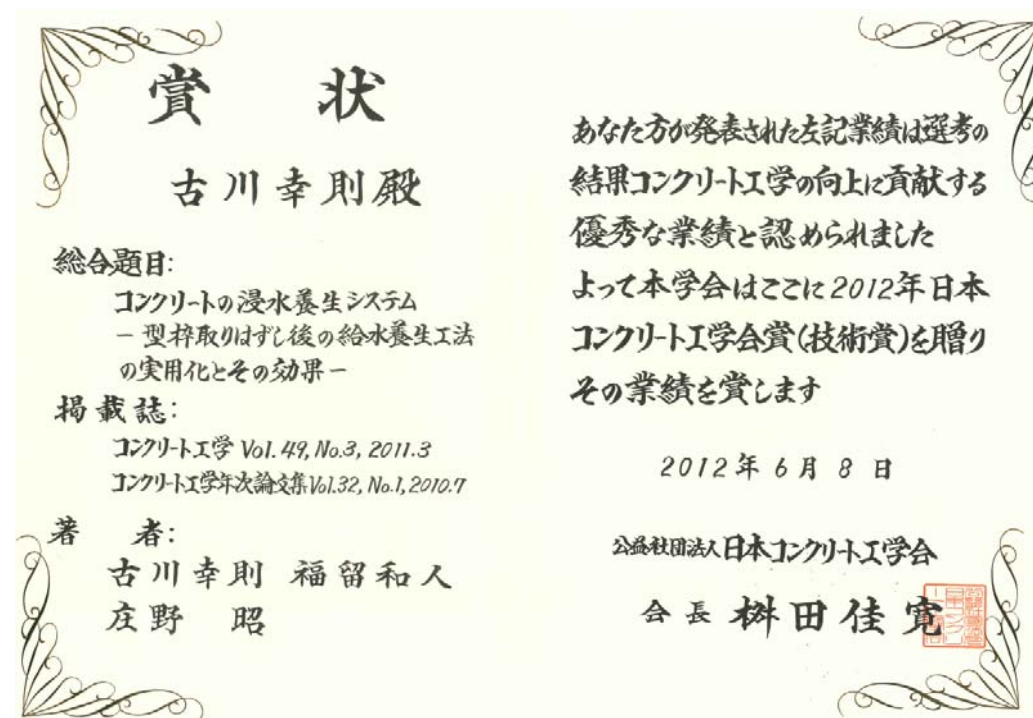 賞 状
古川幸則殿
総合題目:
コンクリートの浸水養生システム
－型枠取りはずし後の給水養生工法
の実用化とその効果－
掲載誌:
コンクリート工学 Vol.49, No.3, 2011.3
コンクリート工学年次論文集Vol.32, No.1, 2010.7
著 者:
古川幸則 福留和人
庄野 昭
あなた方が発表された左記業績は選考の
結果コンクリート工学の向上に貢献する
優秀な業績と認められました
よって本学会はここに2012年日本
コンクリート工学会賞(技術賞)を贈り
その業績を賞します
2012年6月8日
公益社団法人日本コンクリート工学会
会長 桝田佳寛